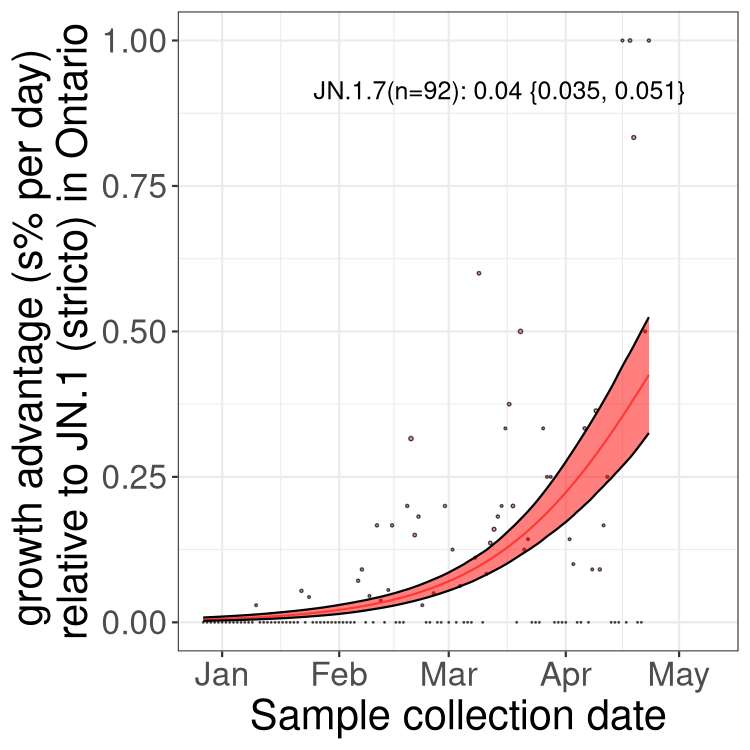 growth advantage (s% per day)
relative to JN.1 (stricto) in Ontario
1.00
0.75
0.50
0.25
0.00
JN.1.7(n=92): 0.04 {0.035, 0.051}
Jan Feb Mar Apr May
Sample collection date